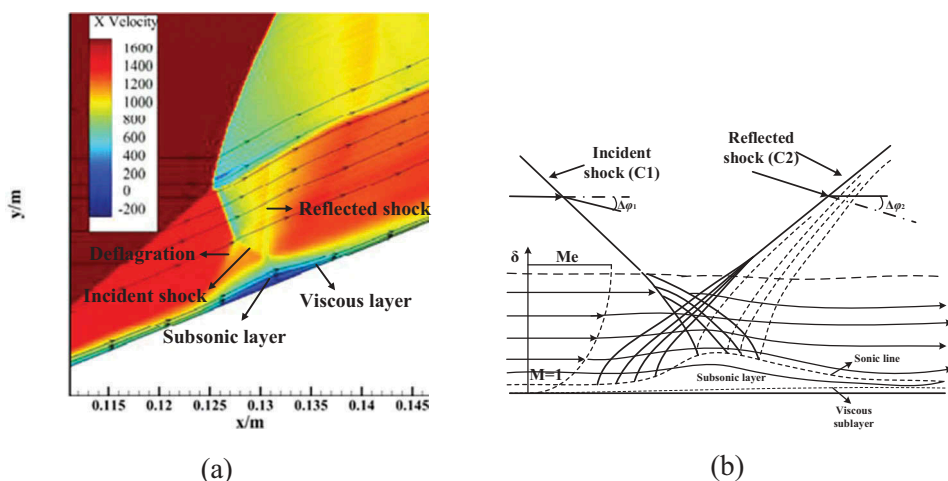 X Velocity
1600
1400
1200
1000
800
600
400
200
0
-200
y/m
Reflected shock
Deflagration
Incident shock
Viscous layer
Subsonic layer
0.115
0.12
0.125
0.13
0.135
0.14
0.145
x/m
(a)
Incident
shock (C1)
Reflected
shock (C2)
Δφ₁
Δφ₂
δ
Me
M=1
Sonic line
Subsonic layer
Viscous
sublayer
(b)